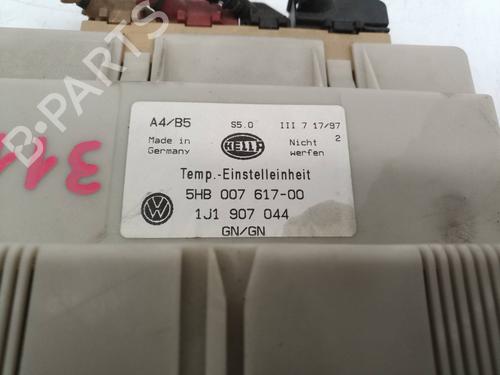 A4/B5 S5.0 III 7 17/97
Made in Germany HELLA Nicht werfen 2
Temp.-Einstelleinheit
5HB 007 617-00
1J1 907 044
GN/GN
B-PARTS